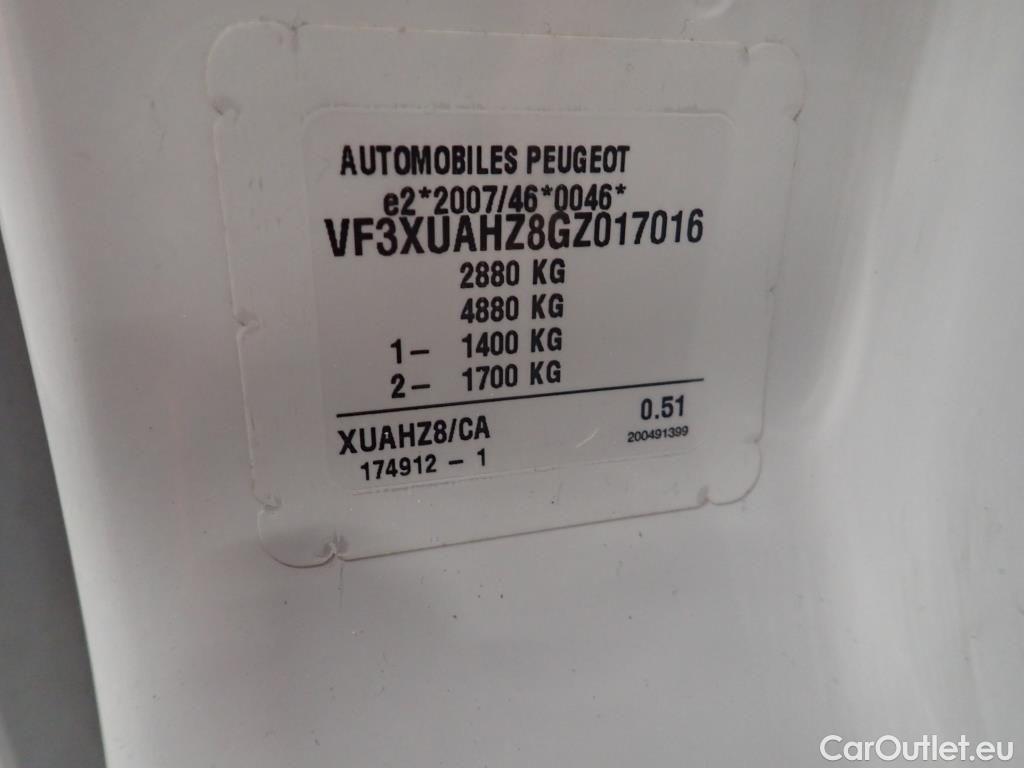 AUTOMOBILES PEUGEOT
e2*2007/46*0046*
VF3XUAHZ8GZ017016
2880 KG
4880 KG
1- 1400 KG
2- 1700 KG
XUAHZ8/CA 0.51
174912 - 1 200491399
CarOutlet.eu